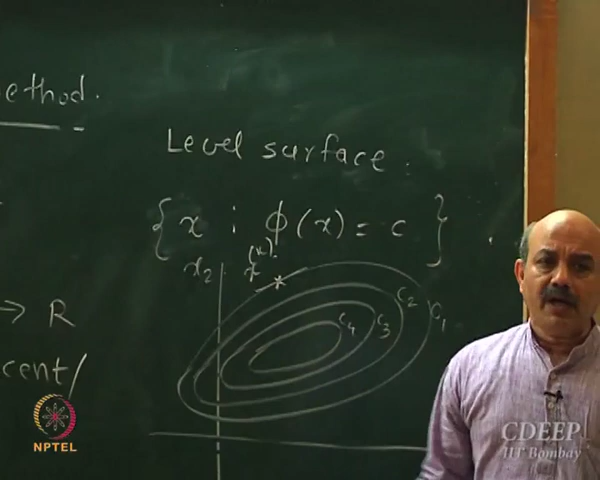 ethod.
Level surface.
{ x : ϕ(x) = c }
x₂
x⁽ᵏ⁾
→ R
C₄
C₃
C₂
C₁
cent/
NPTEL
CDEEP
IIT Bombay